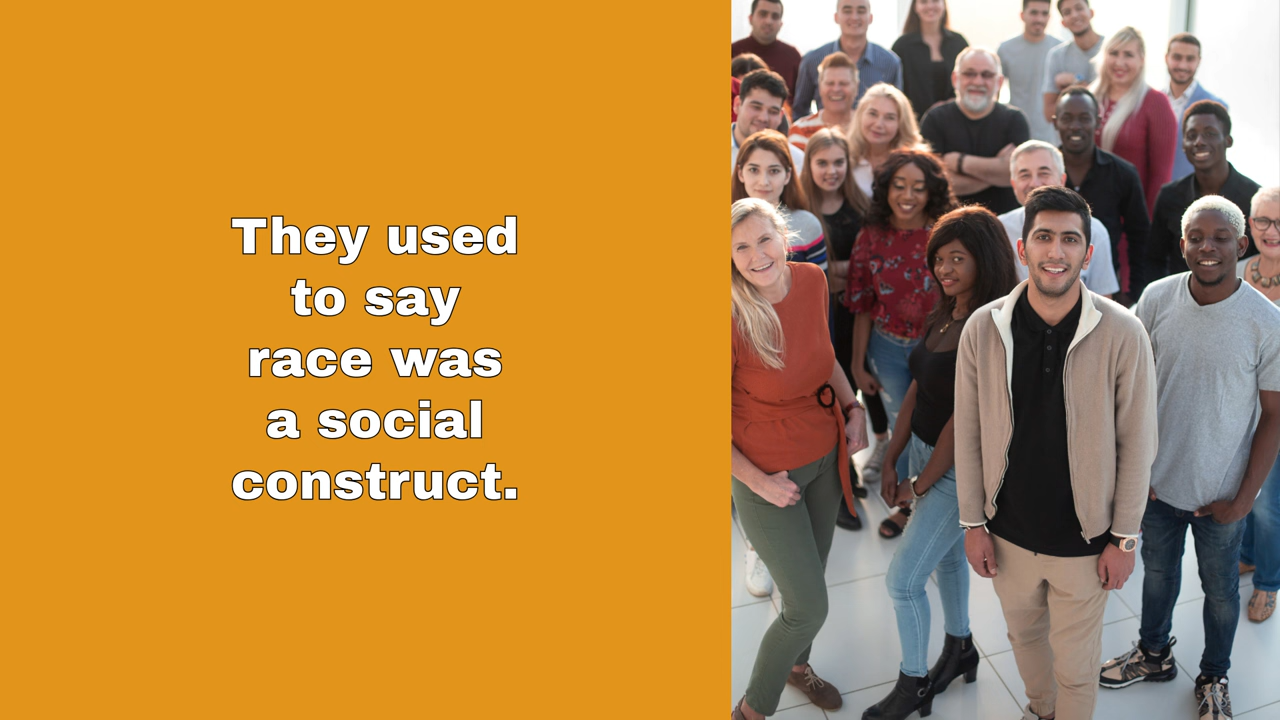 They used
to say
race was
a social
construct.